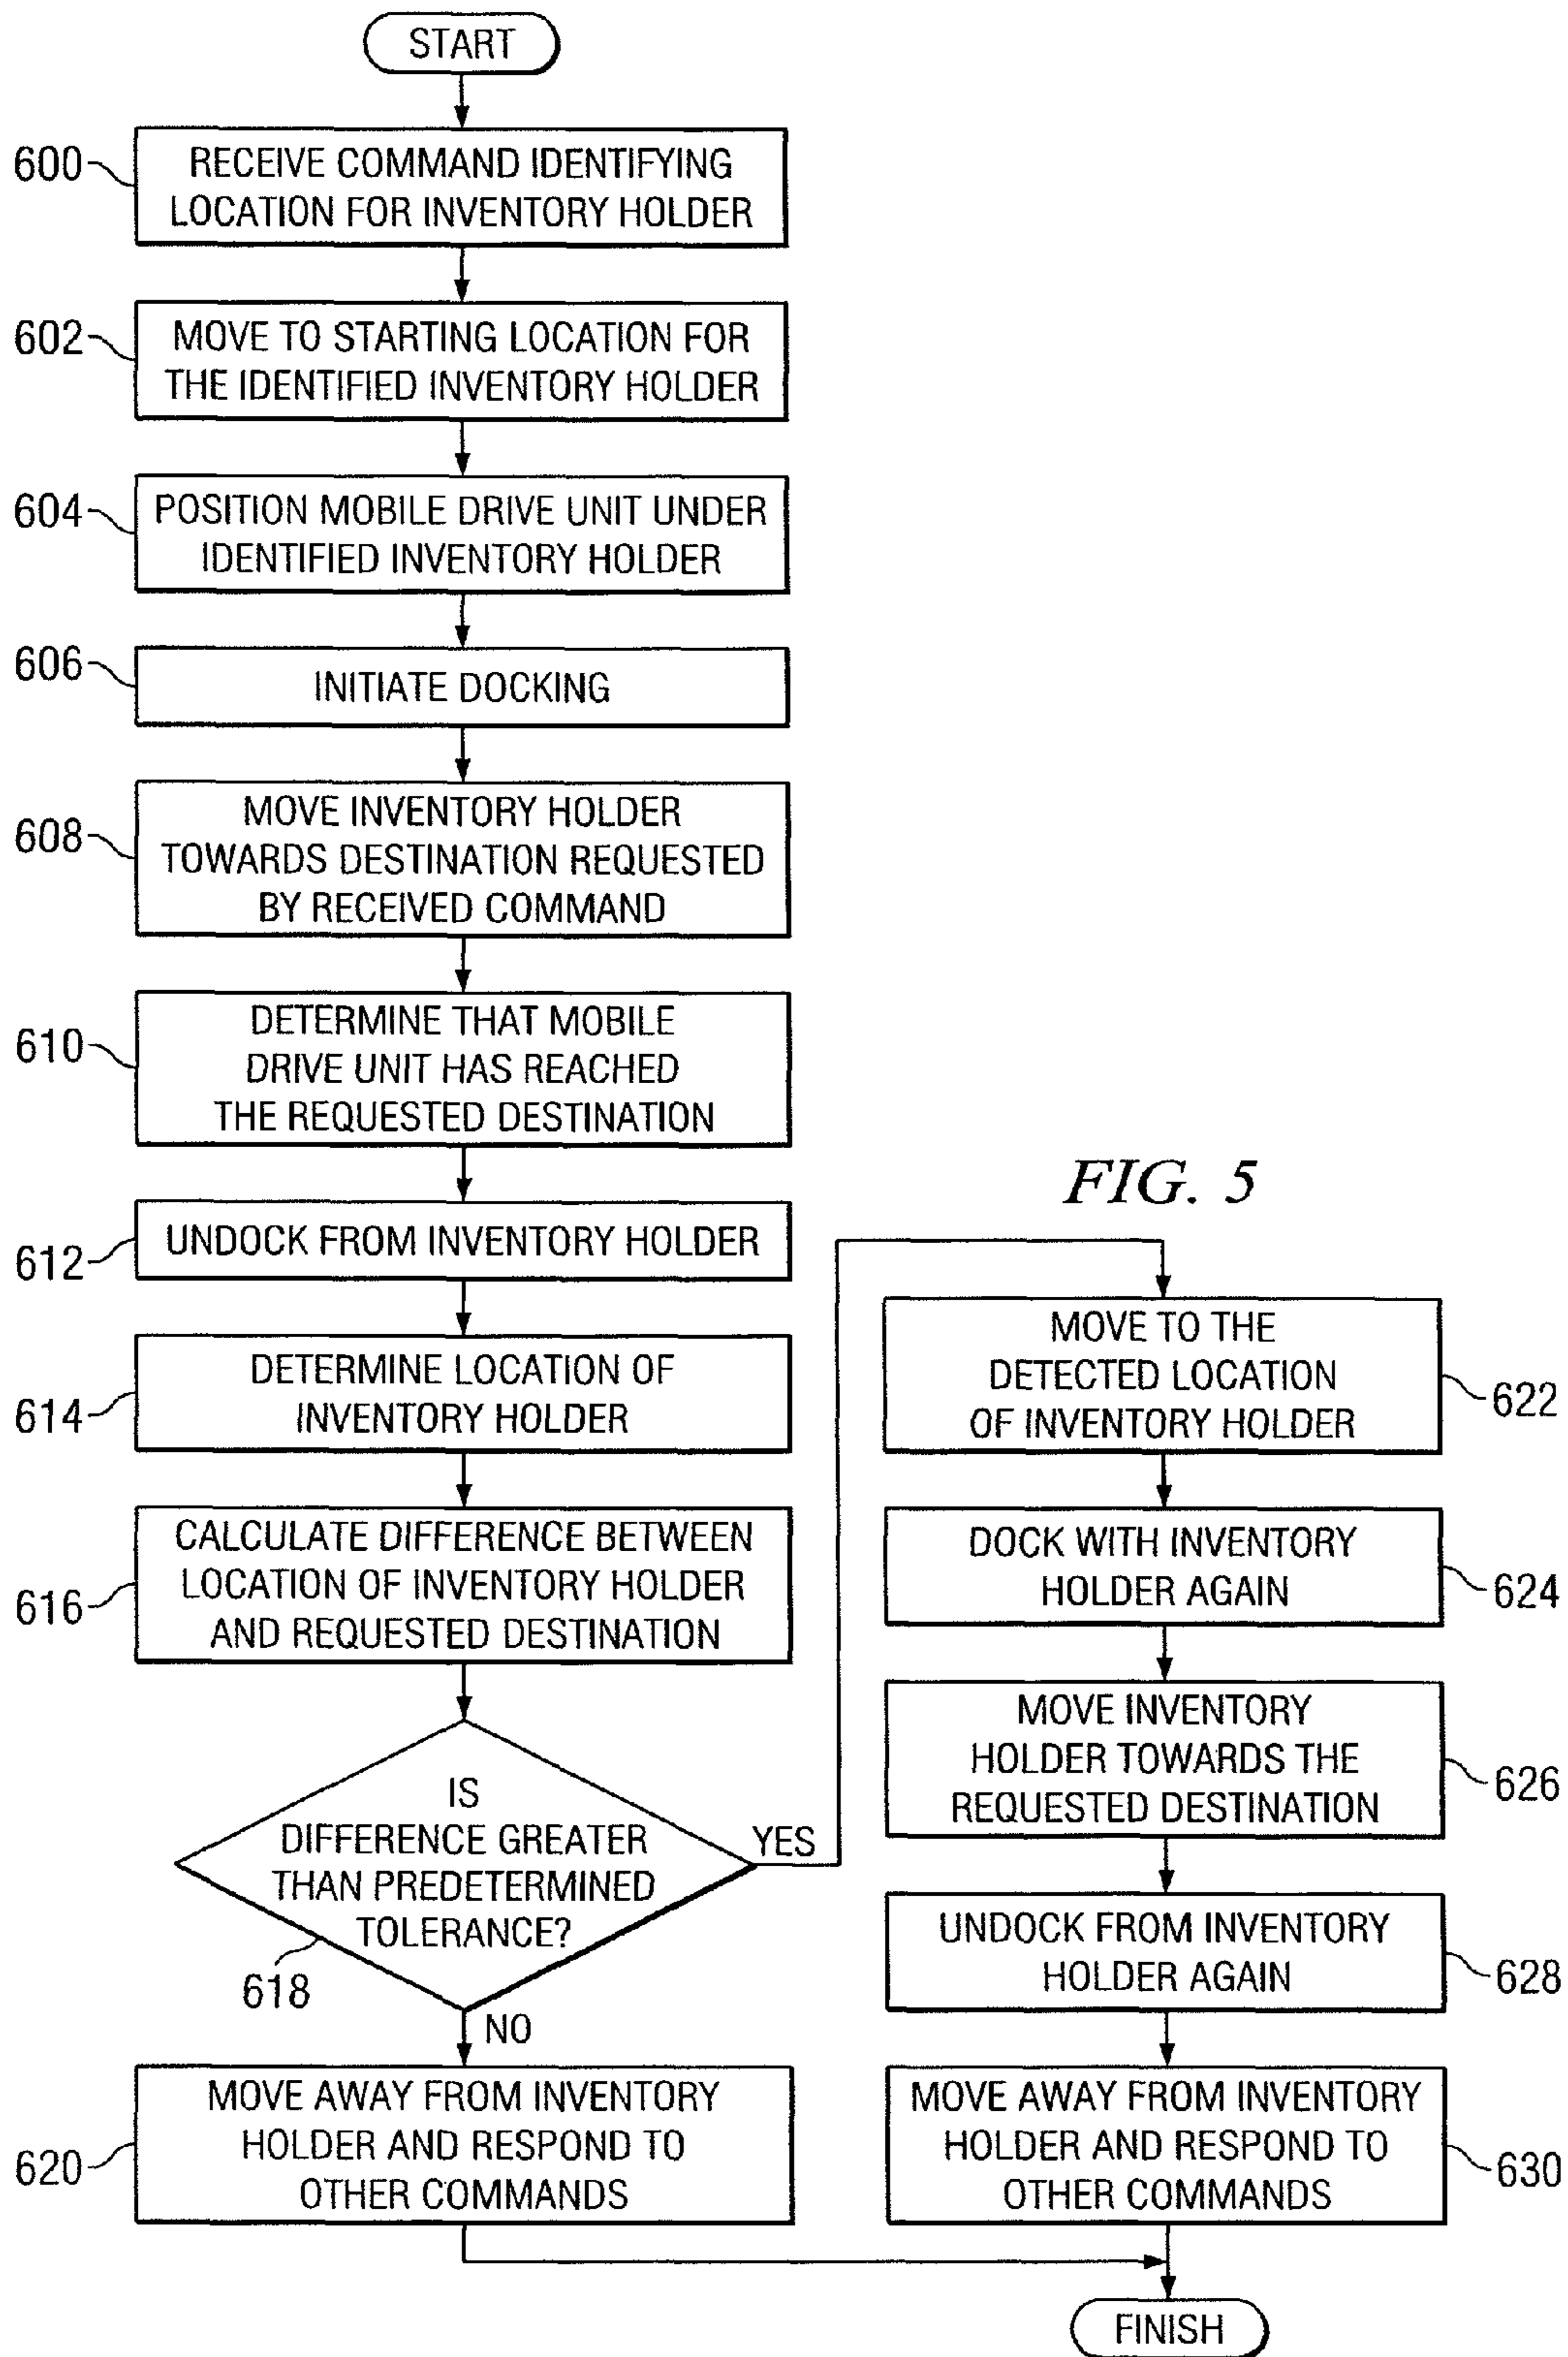 START
600
RECEIVE COMMAND IDENTIFYING
LOCATION FOR INVENTORY HOLDER
602
MOVE TO STARTING LOCATION FOR
THE IDENTIFIED INVENTORY HOLDER
604
POSITION MOBILE DRIVE UNIT UNDER
IDENTIFIED INVENTORY HOLDER
606
INITIATE DOCKING
608
MOVE INVENTORY HOLDER
TOWARDS DESTINATION REQUESTED
BY RECEIVED COMMAND
610
DETERMINE THAT MOBILE
DRIVE UNIT HAS REACHED
THE REQUESTED DESTINATION
612
UNDOCK FROM INVENTORY HOLDER
614
DETERMINE LOCATION OF
INVENTORY HOLDER
616
CALCULATE DIFFERENCE BETWEEN
LOCATION OF INVENTORY HOLDER
AND REQUESTED DESTINATION
IS
DIFFERENCE GREATER
THAN PREDETERMINED
TOLERANCE?
618
YES
NO
620
MOVE AWAY FROM INVENTORY
HOLDER AND RESPOND TO
OTHER COMMANDS
FIG. 5
MOVE TO THE
DETECTED LOCATION
OF INVENTORY HOLDER
622
DOCK WITH INVENTORY
HOLDER AGAIN
624
MOVE INVENTORY
HOLDER TOWARDS THE
REQUESTED DESTINATION
626
UNDOCK FROM INVENTORY
HOLDER AGAIN
628
MOVE AWAY FROM INVENTORY
HOLDER AND RESPOND TO
OTHER COMMANDS
630
FINISH